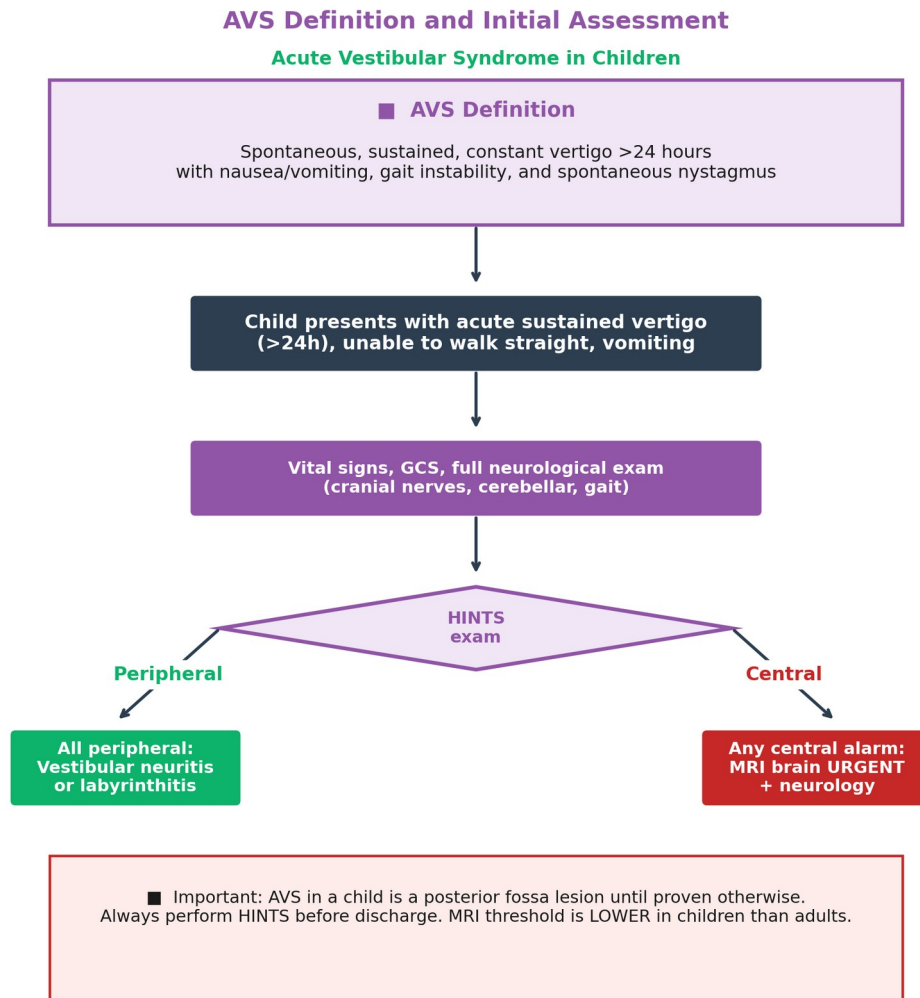 AVS Definition and Initial Assessment
Acute Vestibular Syndrome in Children
■ AVS Definition
Spontaneous, sustained, constant vertigo >24 hours
with nausea/vomiting, gait instability, and spontaneous nystagmus
Child presents with acute sustained vertigo
(>24h), unable to walk straight, vomiting
Vital signs, GCS, full neurological exam
(cranial nerves, cerebellar, gait)
HINTS
exam
Peripheral
Central
All peripheral:
Vestibular neuritis
or labyrinthitis
Any central alarm:
MRI brain URGENT
+ neurology
■ Important: AVS in a child is a posterior fossa lesion until proven otherwise.
Always perform HINTS before discharge. MRI threshold is LOWER in children than adults.